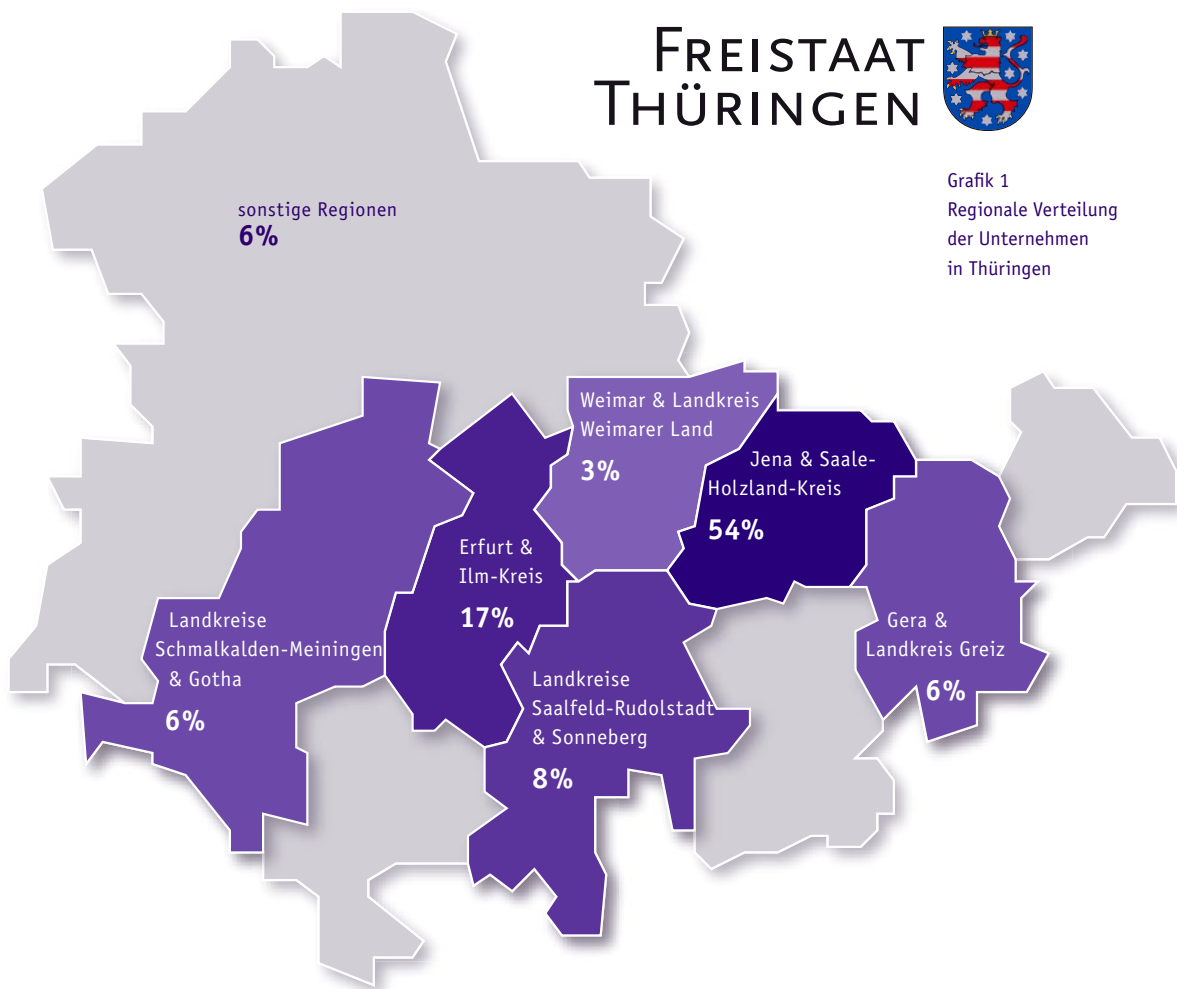 FREISTAAT
THÜRINGEN
Grafik 1
Regionale Verteilung
der Unternehmen
in Thüringen
sonstige Regionen
6%
Weimar & Landkreis
Weimarer Land
3%
Jena & Saale-
Holzland-Kreis
54%
Erfurt &
Ilm-Kreis
17%
Landkreise
Schmalkalden-Meiningen
& Gotha
6%
Gera &
Landkreis Greiz
6%
Landkreise
Saalfeld-Rudolstadt
& Sonneberg
8%